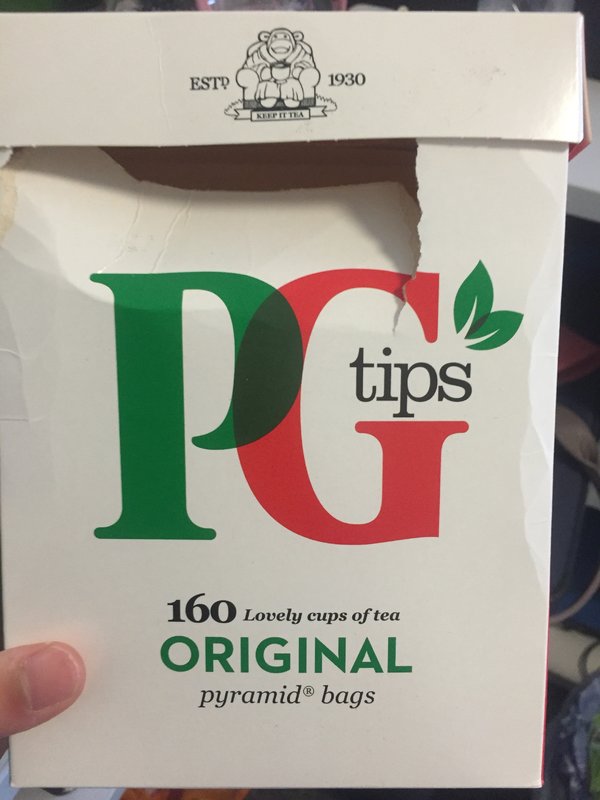 ESTD 1930
KEEP IT TEA
PG
tips
160 Lovely cups of tea
ORIGINAL
pyramid® bags